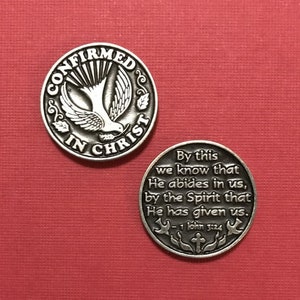 CONFIRMED
IN CHRIST
By this
we know that
He abides in us,
by the Spirit that
He has given us.
- 1 John 3:24